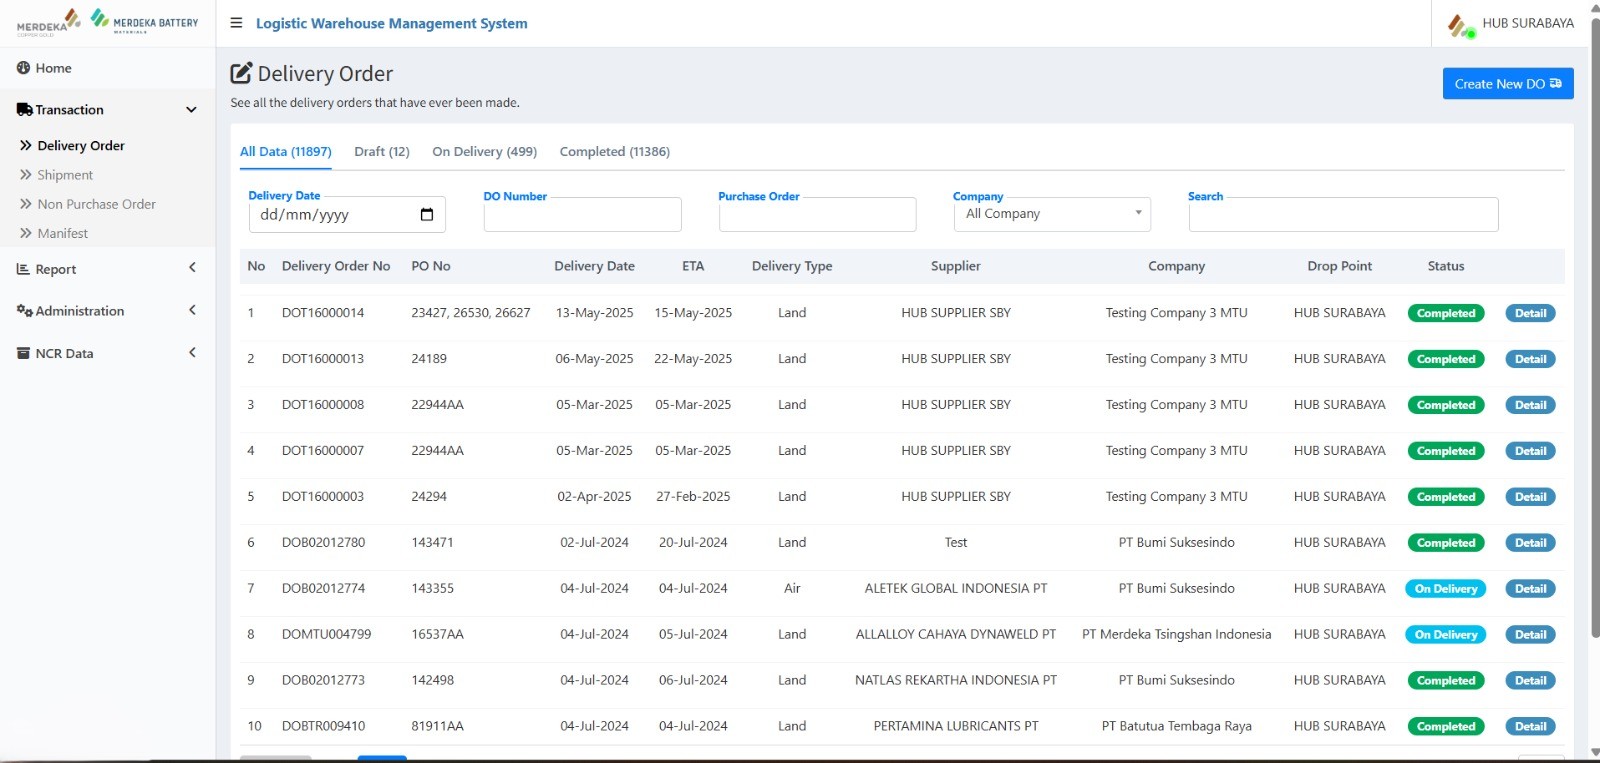 MERDEKA
COPPER GOLD
MERDEKA BATTERY
MATERIALS
Logistic Warehouse Management System
HUB SURABAYA
Home
Transaction
Delivery Order
Shipment
Non Purchase Order
Manifest
Report
Administration
NCR Data
Delivery Order
See all the delivery orders that have ever been made.
Create New DO
All Data (11897) Draft (12) On Delivery (499) Completed (11386)
Delivery Date DO Number Purchase Order Company Search
dd/mm/yyyy All Company
No Delivery Order No PO No Delivery Date ETA Delivery Type Supplier Company Drop Point Status
1 DOT16000014 23427, 26530, 26627 13-May-2025 15-May-2025 Land HUB SUPPLIER SBY Testing Company 3 MTU HUB SURABAYA Completed Detail
2 DOT16000013 24189 06-May-2025 22-May-2025 Land HUB SUPPLIER SBY Testing Company 3 MTU HUB SURABAYA Completed Detail
3 DOT16000008 22944AA 05-Mar-2025 05-Mar-2025 Land HUB SUPPLIER SBY Testing Company 3 MTU HUB SURABAYA Completed Detail
4 DOT16000007 22944AA 05-Mar-2025 05-Mar-2025 Land HUB SUPPLIER SBY Testing Company 3 MTU HUB SURABAYA Completed Detail
5 DOT16000003 24294 02-Apr-2025 27-Feb-2025 Land HUB SUPPLIER SBY Testing Company 3 MTU HUB SURABAYA Completed Detail
6 DOB02012780 143471 02-Jul-2024 20-Jul-2024 Land Test PT Bumi Suksesindo HUB SURABAYA Completed Detail
7 DOB02012774 143355 04-Jul-2024 04-Jul-2024 Air ALETEK GLOBAL INDONESIA PT PT Bumi Suksesindo HUB SURABAYA On Delivery Detail
8 DOMTU004799 16537AA 04-Jul-2024 05-Jul-2024 Land ALLALLOY CAHAYA DYNAWELD PT PT Merdeka Tsingshan Indonesia HUB SURABAYA On Delivery Detail
9 DOB02012773 142498 04-Jul-2024 06-Jul-2024 Land NATLAS REKARTHA INDONESIA PT PT Bumi Suksesindo HUB SURABAYA Completed Detail
10 DOBTR009410 81911AA 04-Jul-2024 04-Jul-2024 Land PERTAMINA LUBRICANTS PT PT Batutua Tembaga Raya HUB SURABAYA Completed Detail